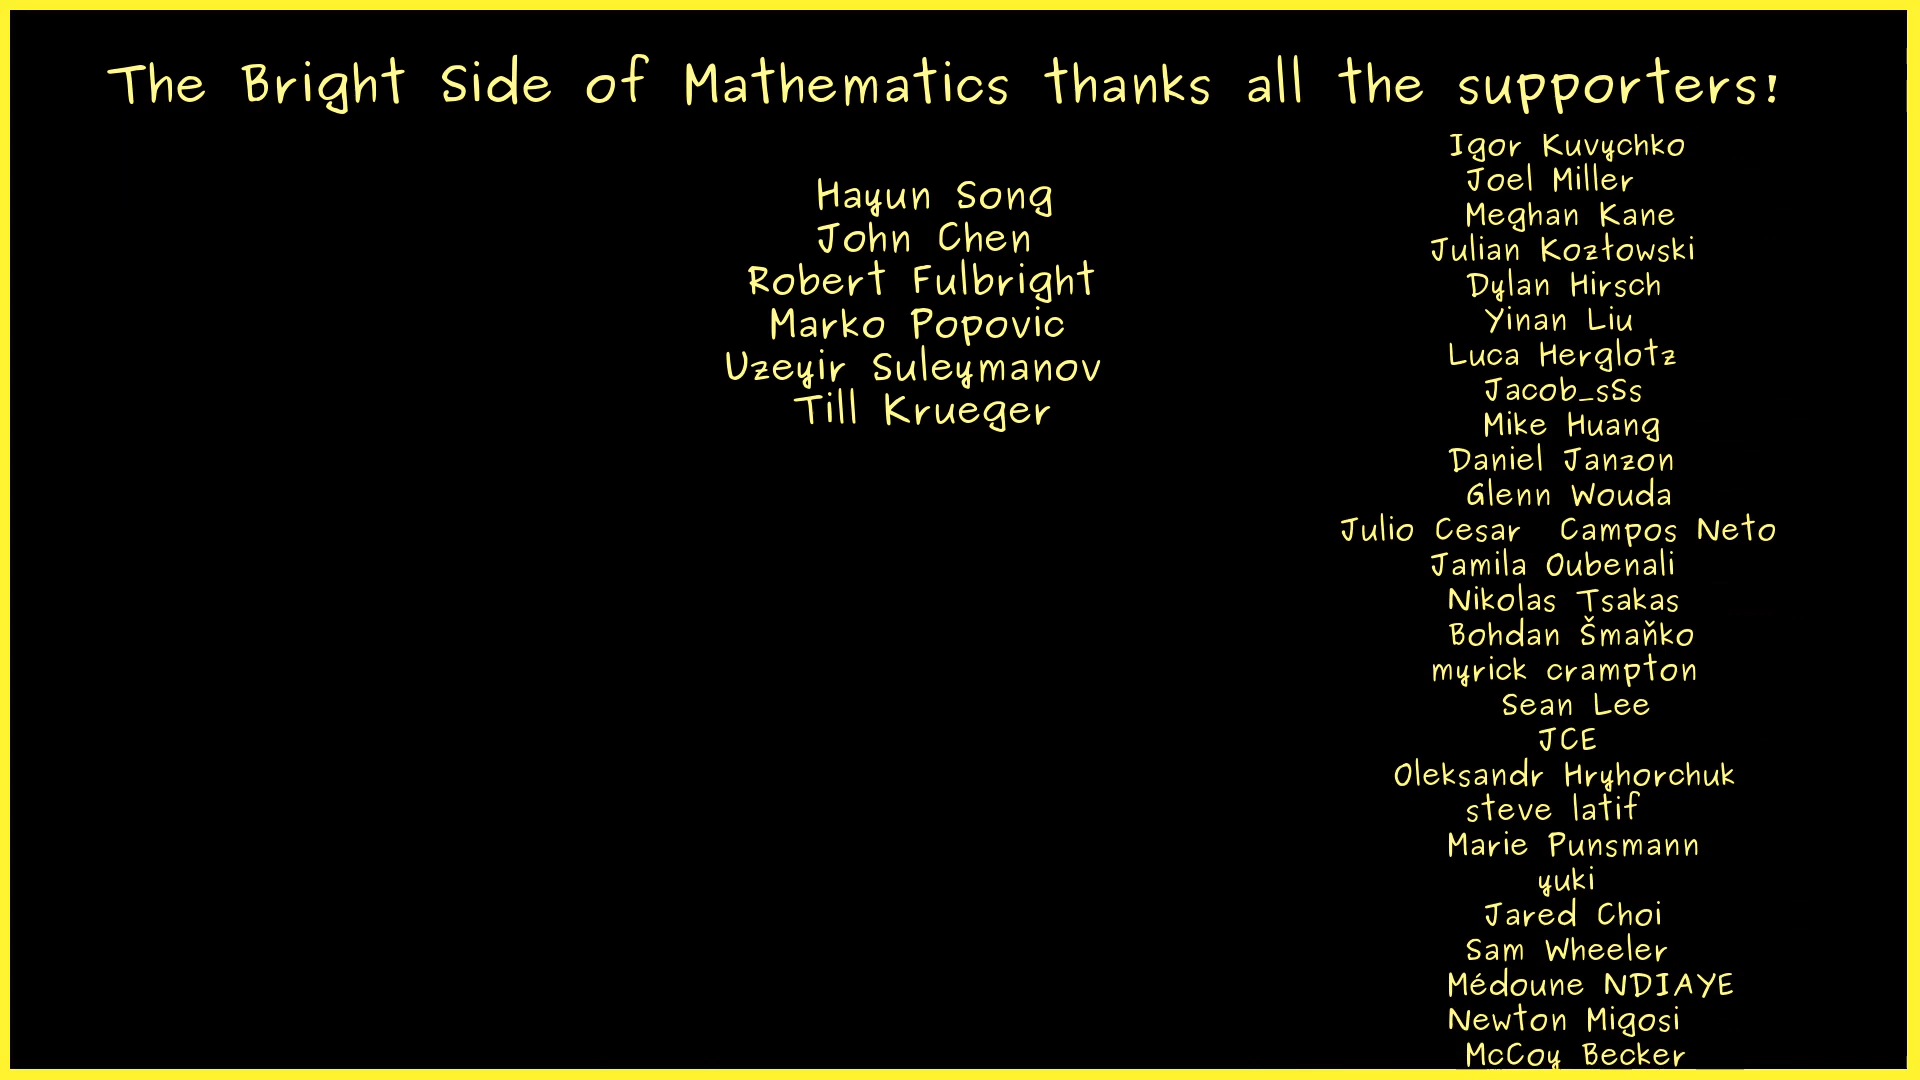 The Bright Side of Mathematics thanks all the supporters!
Hayun Song
John Chen
Robert Fulbright
Marko Popovic
Uzeyir Suleymanov
Till Krueger
Igor Kuvychko
Joel Miller
Meghan Kane
Julian Kozłowski
Dylan Hirsch
Yinan Liu
Luca Herglotz
Jacob_sSs
Mike Huang
Daniel Janzon
Glenn Wouda
Julio Cesar  Campos Neto
Jamila Oubenali
Nikolas Tsakas
Bohdan Šmaňko
myrick crampton
Sean Lee
JCE
Oleksandr Hryhorchuk
steve latif
Marie Punsmann
yuki
Jared Choi
Sam Wheeler
Médoune NDIAYE
Newton Migosi
McCoy Becker